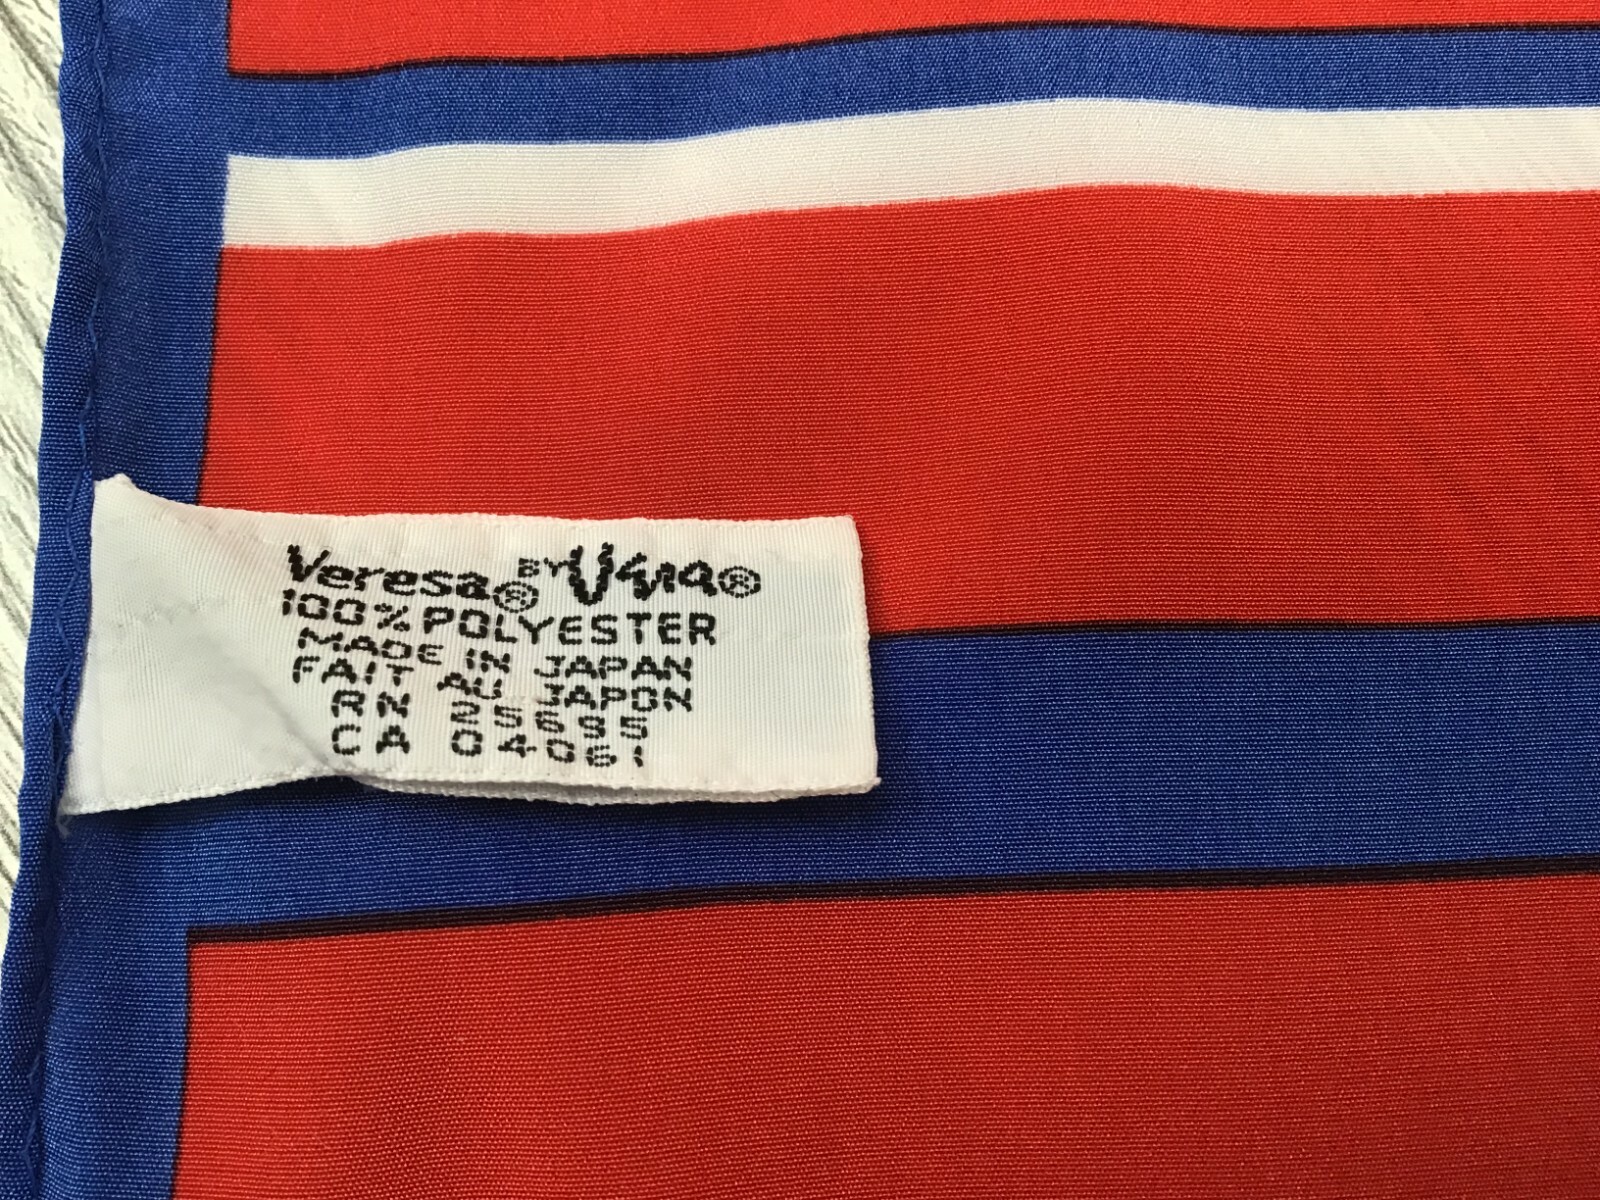 Veresa® BY Vera®
100% POLYESTER
MADE IN JAPAN
FAIT AU JAPON
RN 25695
CA 04061